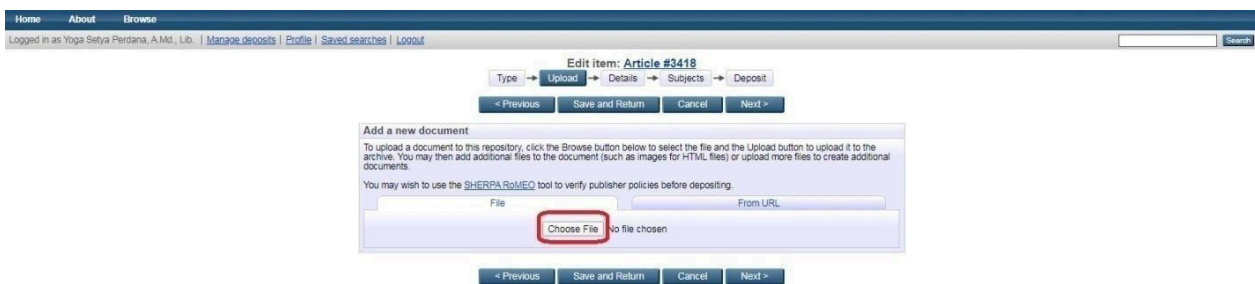 Home About Browse
Logged in as Yoga Setya Perdana, A.Md., Lib. | Manage deposits | Profile | Saved searches | Logout Search
Edit item: Article #3418
Type → Upload → Details → Subjects → Deposit
< Previous Save and Return Cancel Next >
Add a new document
To upload a document to this repository, click the Browse button below to select the file and the Upload button to upload it to the
archive. You may then add additional files to the document (such as images for HTML files) or upload more files to create additional
documents.
You may wish to use the SHERPA RoMEO tool to verify publisher policies before depositing.
File From URL
Choose File No file chosen
< Previous Save and Return Cancel Next >